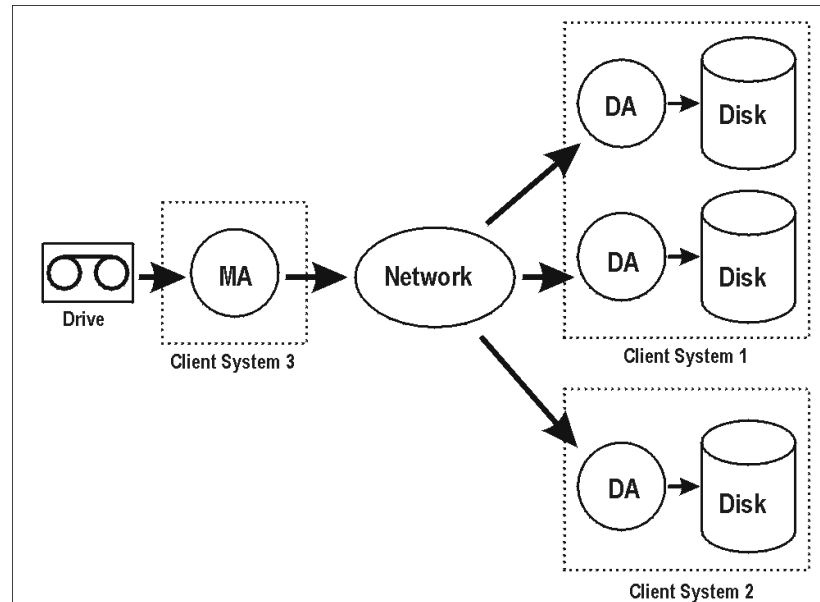 DA
Disk
DA
Disk
MA
Network
Drive
Client System 3
Client System 1
DA
Disk
Client System 2